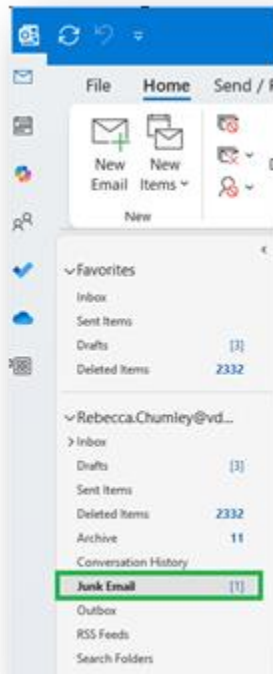 File Home Send / R
New Email
New Items
New
Favorites
Inbox
Sent Items
Drafts [3]
Deleted Items 2332
Rebecca.Chumley@vd...
Inbox
Drafts [3]
Sent Items
Deleted Items 2332
Archive 11
Conversation History
Junk Email [1]
Outbox
RSS Feeds
Search Folders